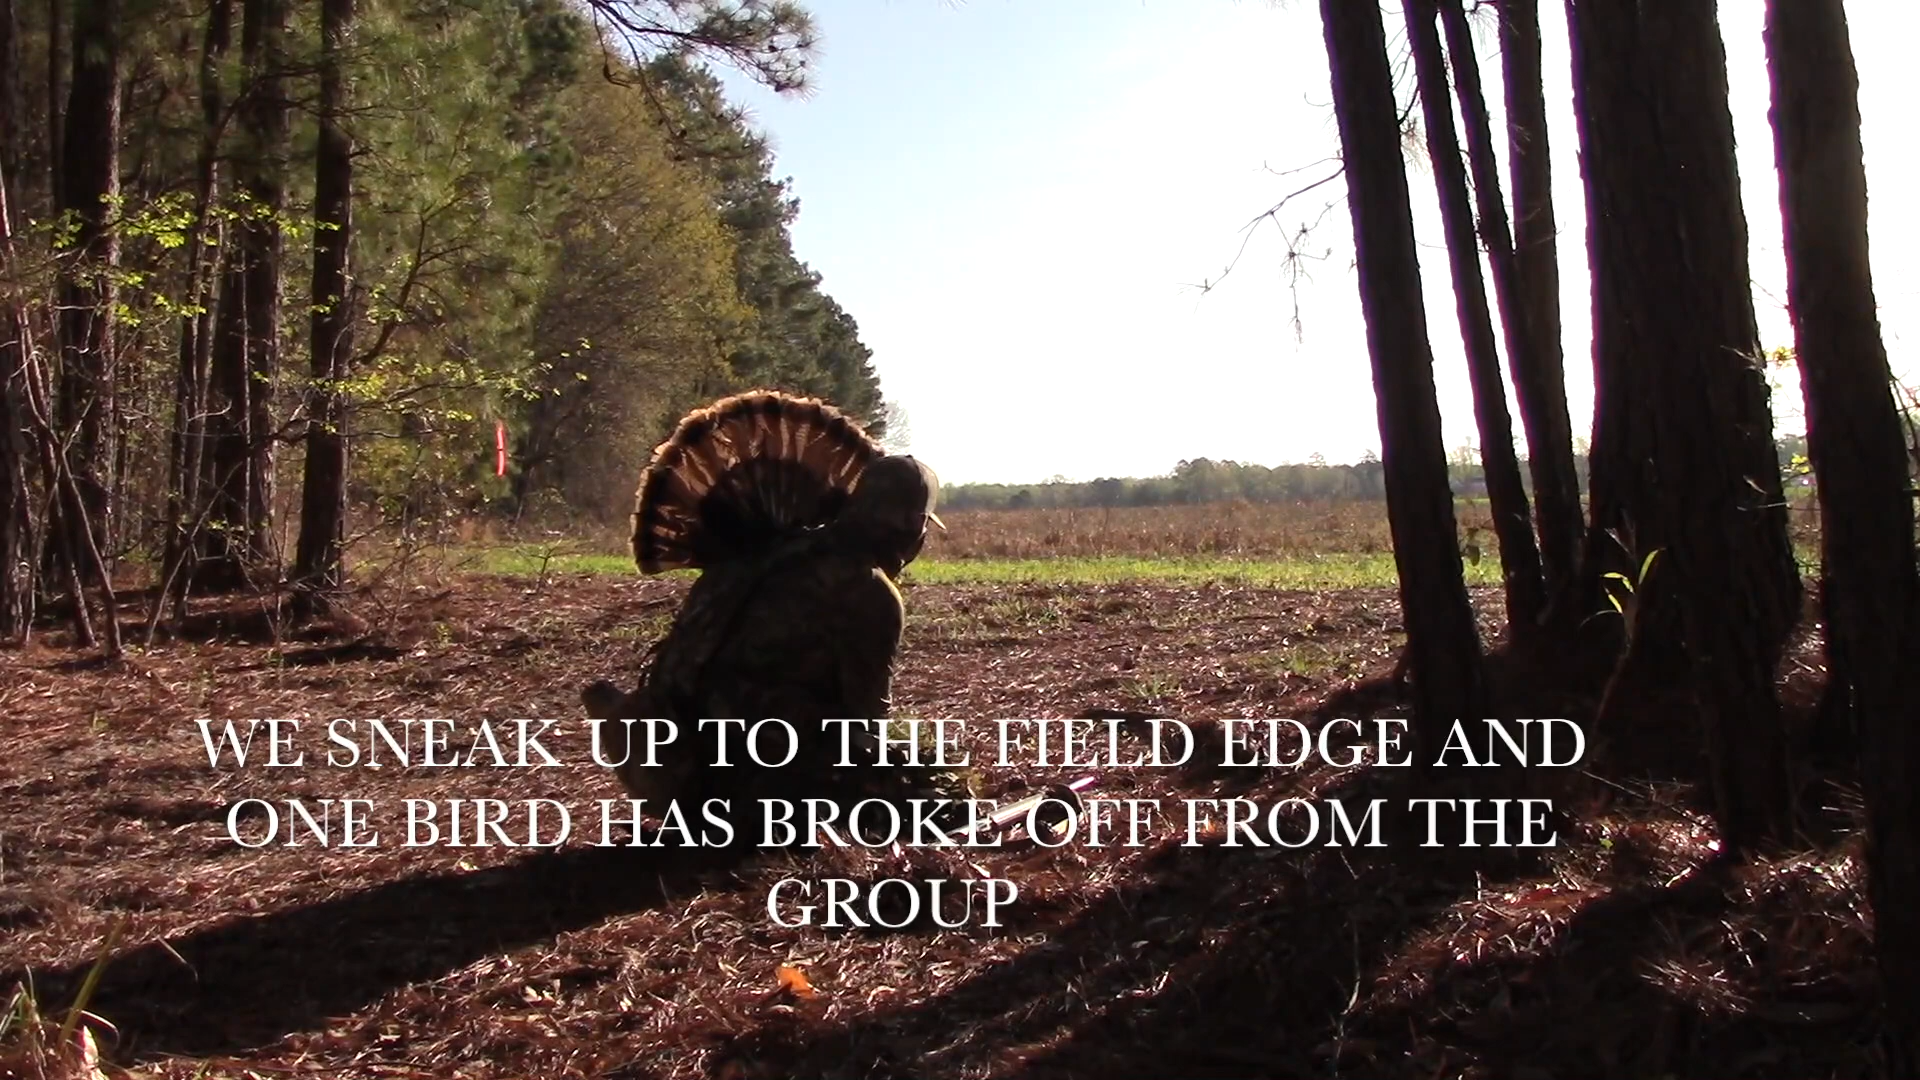 WE SNEAK UP TO THE FIELD EDGE AND
ONE BIRD HAS BROKE OFF FROM THE
GROUP